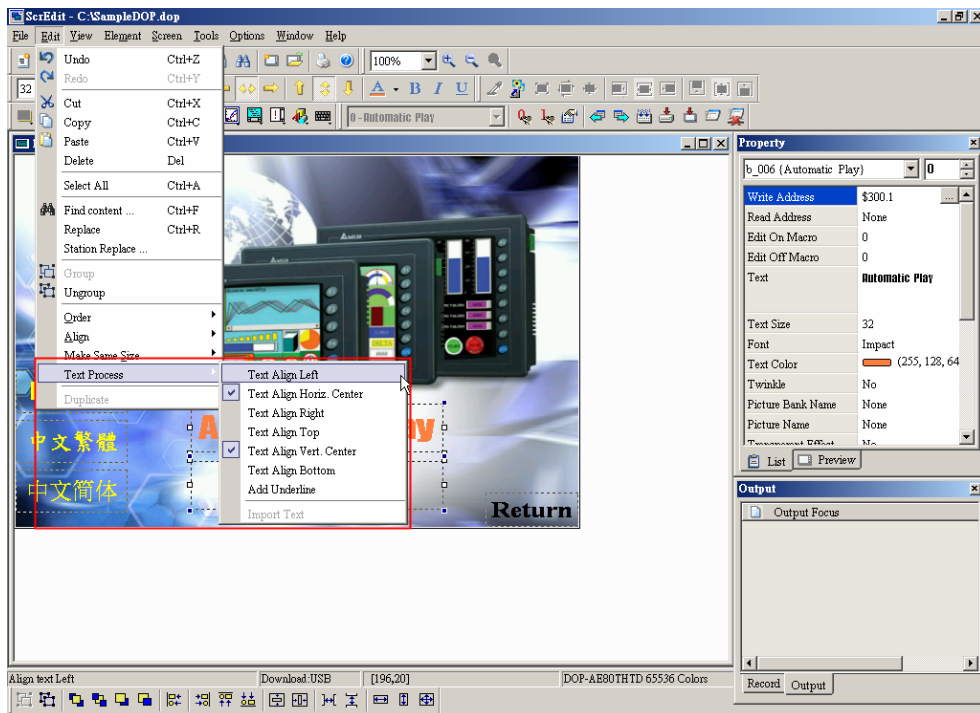 ScrEdit - C:\SampleDOP.dop
File Edit View Element Screen Tools Options Window Help
100%
32
A B I U
0 - Automatic Play
Undo Ctrl+Z
Redo Ctrl+Y
Cut Ctrl+X
Copy Ctrl+C
Paste Ctrl+V
Delete Del
Select All Ctrl+A
Find content ... Ctrl+F
Replace Ctrl+R
Station Replace ...
Group
Ungroup
Order
Align
Make Same Size
Text Process
Duplicate
Text Align Left
Text Align Horiz. Center
Text Align Right
Text Align Top
Text Align Vert. Center
Text Align Bottom
Add Underline
Import Text
中文繁體
中文简体
Return
DELTA
Property
b_006 {Automatic Play} 0
Write Address $300.1 ...
Read Address None
Edit On Macro 0
Edit Off Macro 0
Text Automatic Play
Text Size 32
Font Impact
Text Color (255, 128, 64
Twinkle No
Picture Bank Name None
Picture Name None
Transparent Effect No
List Preview
Output
Output Focus
Record Output
Align text Left Download:USB [196,20] DOP-AE80THTD 65536 Colors